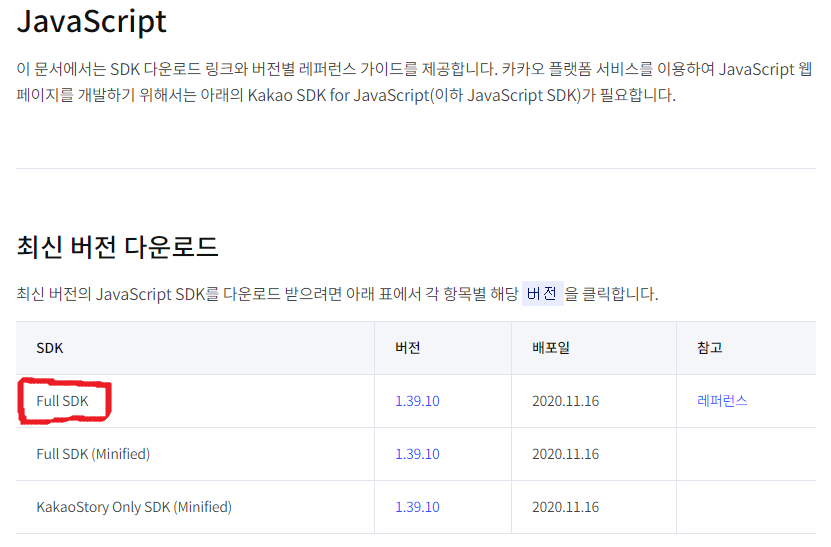 JavaScript
이 문서에서는 SDK 다운로드 링크와 버전별 레퍼런스 가이드를 제공합니다. 카카오 플랫폼 서비스를 이용하여 JavaScript 웹
페이지를 개발하기 위해서는 아래의 Kakao SDK for JavaScript(이하 JavaScript SDK)가 필요합니다.
최신 버전 다운로드
최신 버전의 JavaScript SDK를 다운로드 받으려면 아래 표에서 각 항목별 해당 버전 을 클릭합니다.
SDK 버전 배포일 참고
Full SDK 1.39.10 2020.11.16 레퍼런스
Full SDK (Minified) 1.39.10 2020.11.16
KakaoStory Only SDK (Minified) 1.39.10 2020.11.16